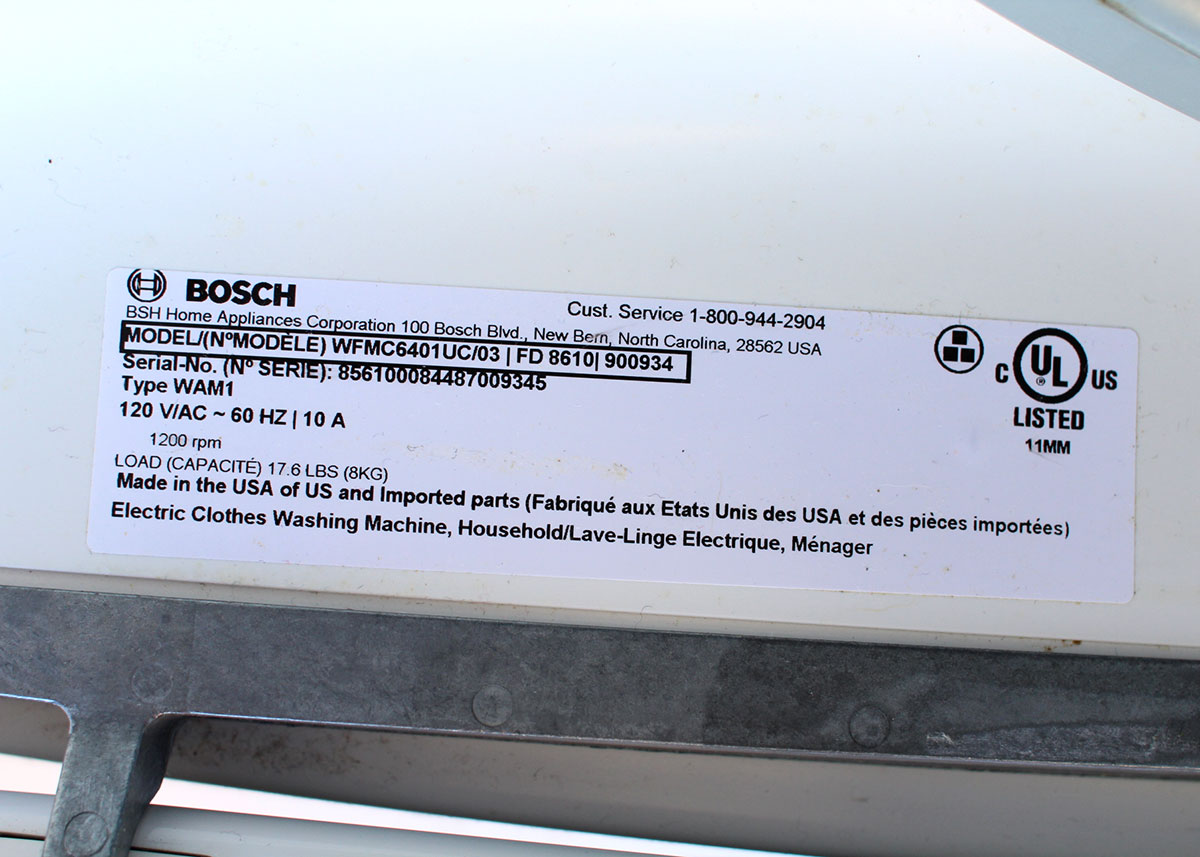 BOSCH
Cust. Service 1-800-944-2904
BSH Home Appliances Corporation 100 Bosch Blvd., New Bern, North Carolina, 28562 USA
MODEL/(NºMODÈLE) WFMC6401UC/03 | FD 8610| 900934
Serial-No. (Nº SÉRIE): 856100084487009345
Type WAM1
120 V/AC ~ 60 HZ | 10 A
1200 rpm
LOAD (CAPACITÉ) 17.6 LBS (8KG)
Made in the USA of US and Imported parts (Fabriqué aux Etats Unis des USA et des pièces importées)
Electric Clothes Washing Machine, Household/Lave-Linge Electrique, Ménager
C UL ® US
LISTED
11MM